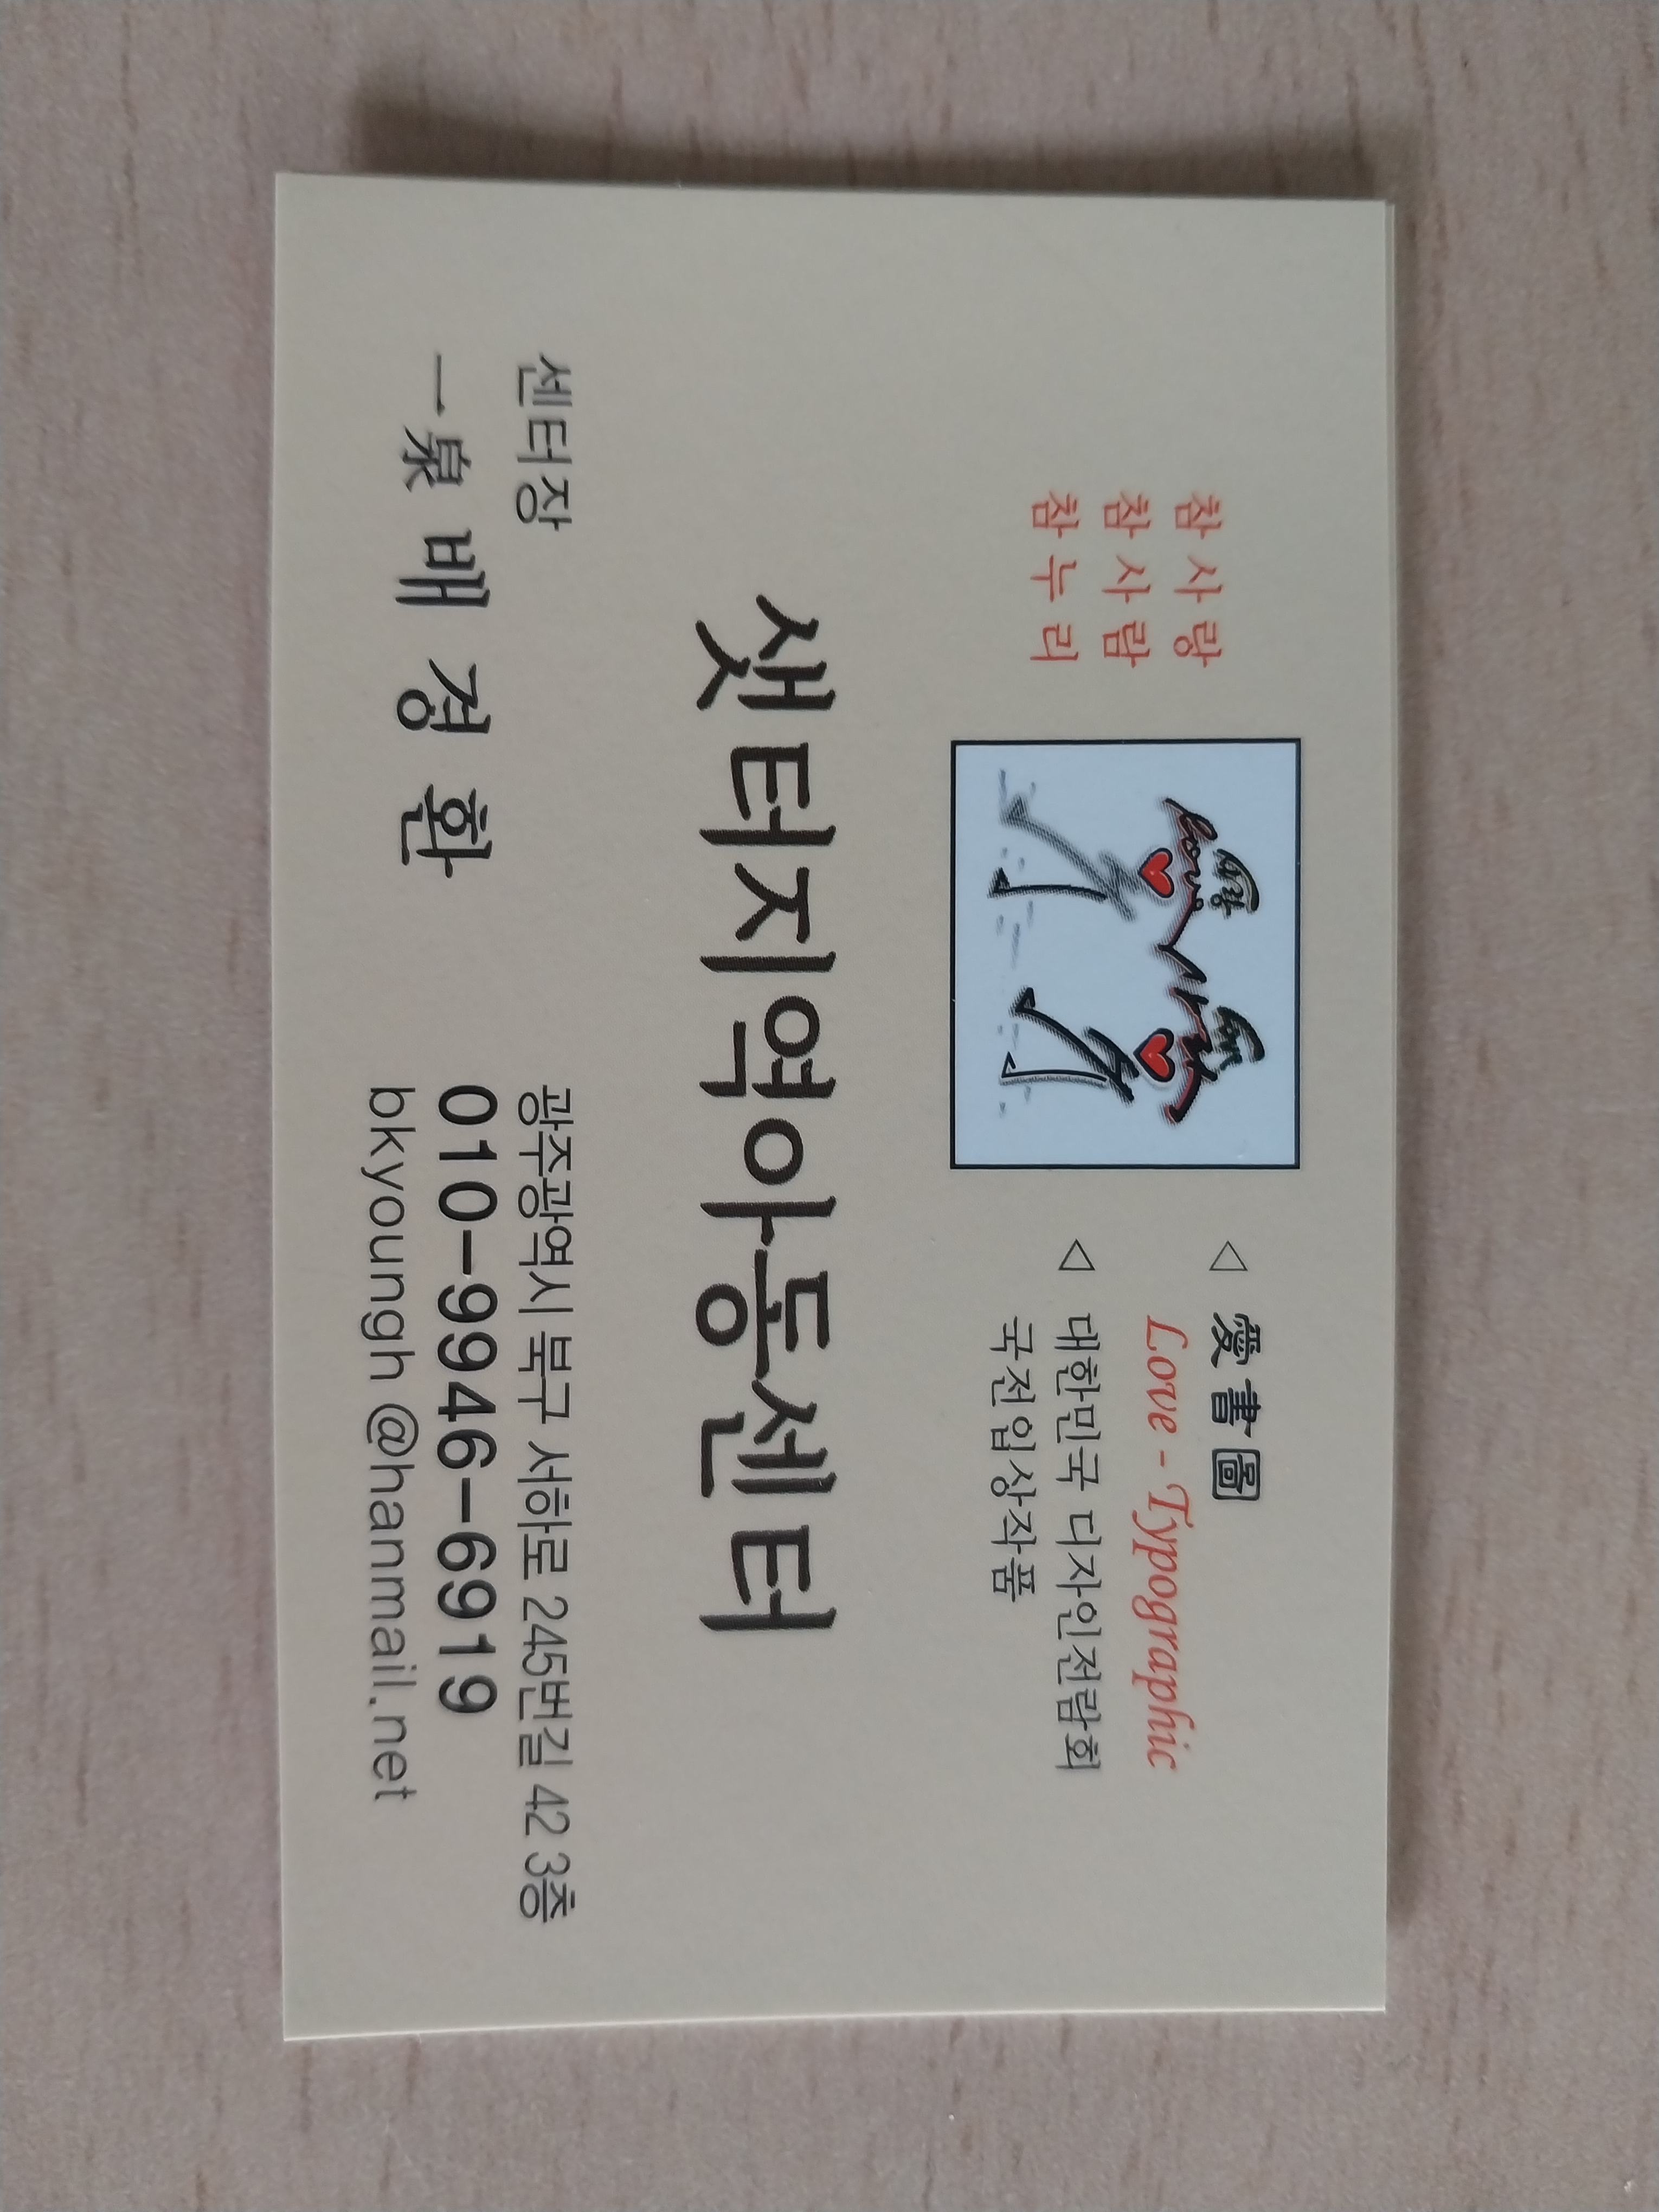 참사랑
참사람
참누리
사랑
Love
◁ 愛書圖
Love - Typographic
◁ 대한민국 디자인전람회
국전입상작품
샛터지역아동센터
센터장
一泉 배경환
광주광역시 북구 서하로 245번길 42 3층
010-9946-6919
bkyoungh @hanmail.net